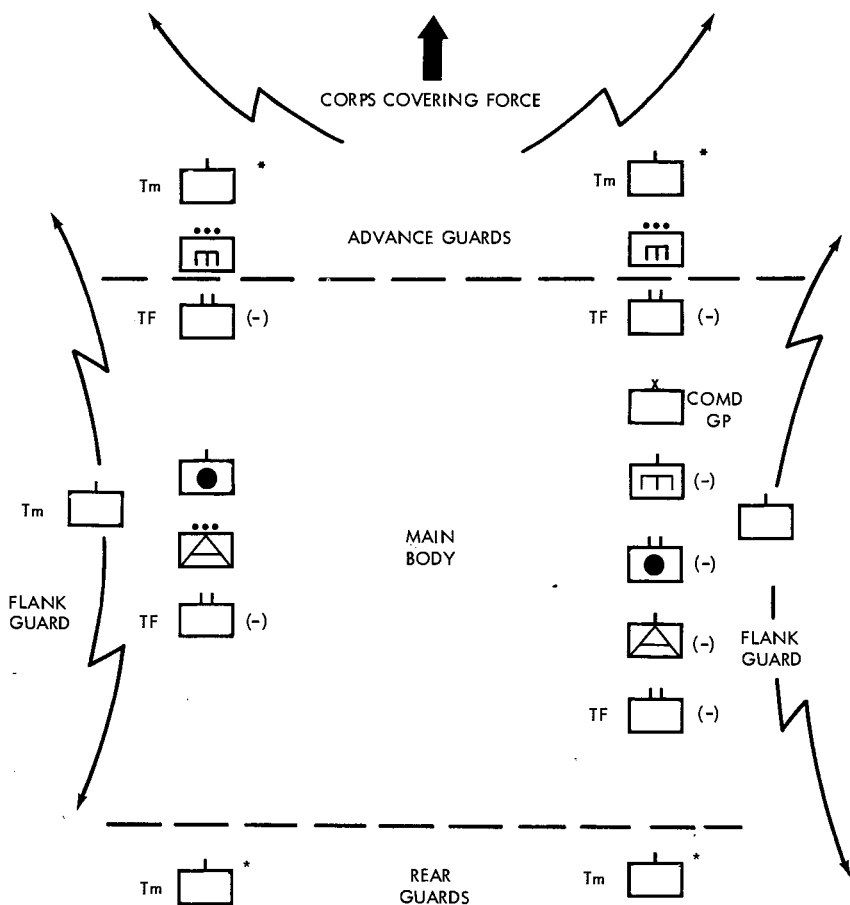 CORPS COVERING FORCE
Tm *
Tm *
ADVANCE GUARDS
TF (-)
TF (-)
COMD
GP
(-)
Tm
MAIN
BODY
(-)
FLANK
GUARD
TF (-)
(-)
FLANK
GUARD
TF (-)
Tm *
REAR
GUARDS
Tm *